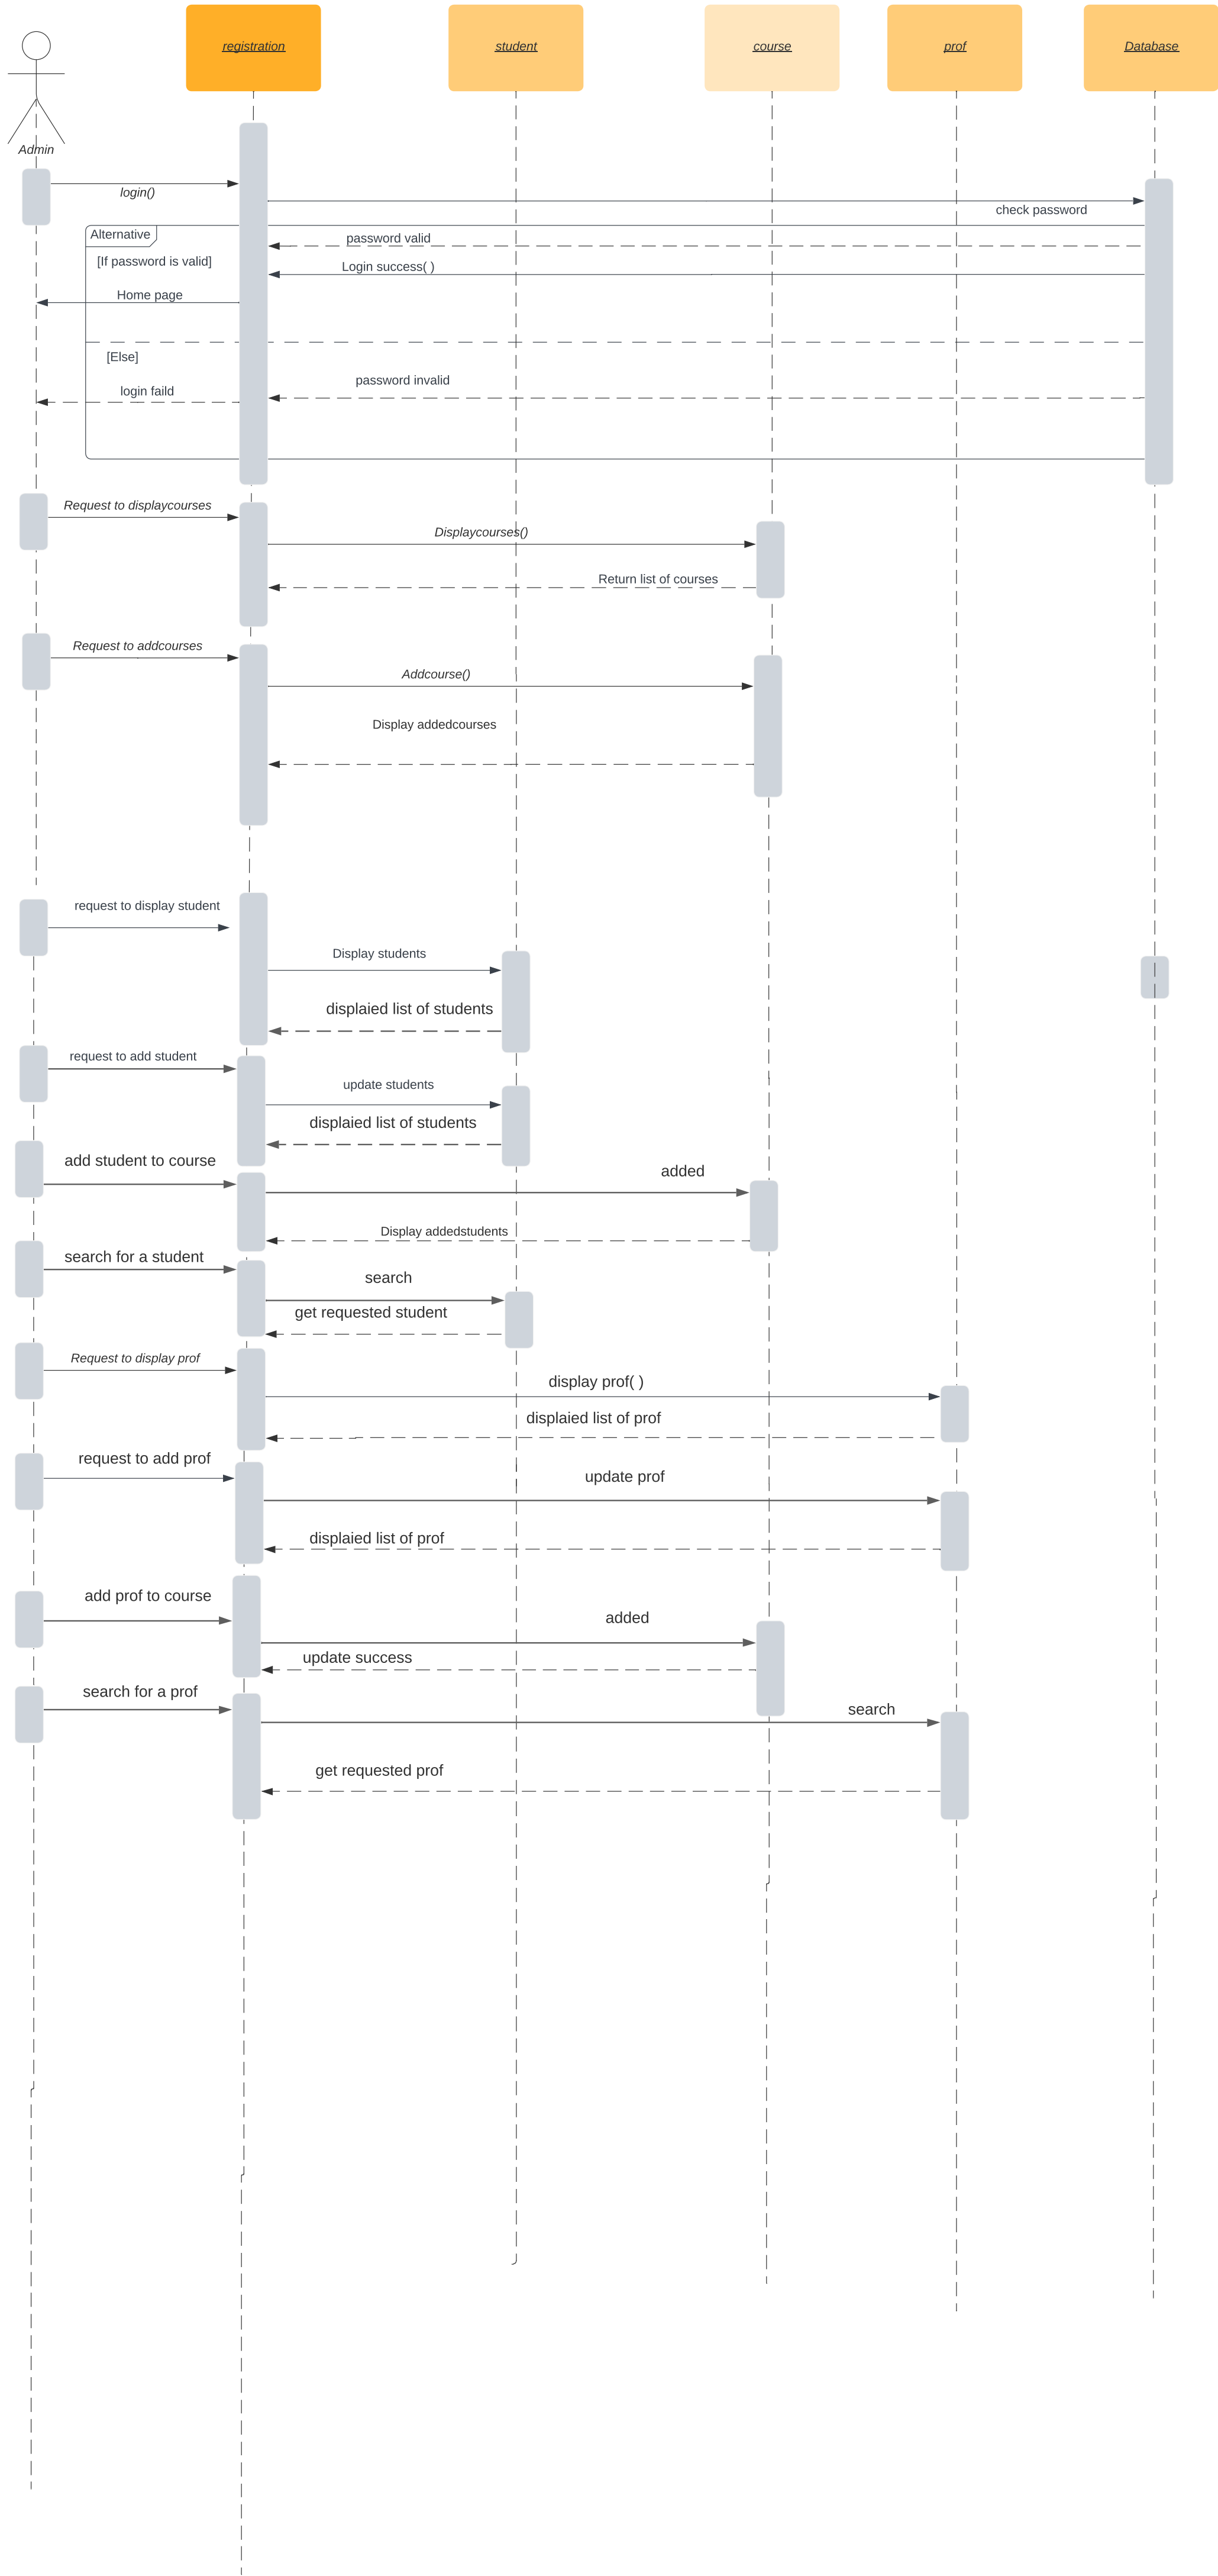 registration
student
course
prof
Database
Admin
login()
check password
Alternative
password valid
[If password is valid]
Login success( )
Home page
[Else]
password invalid
login faild
Request to displaycourses
Displaycourses()
Return list of courses
Request to addcourses
Addcourse()
Display addedcourses
request to display student
Display students
displaied list of students
request to add student
update students
displaied list of students
add student to course
added
Display addedstudents
search for a student
search
get requested student
Request to display prof
display prof( )
displaied list of prof
request to add prof
update prof
displaied list of prof
add prof to course
added
update success
search for a prof
search
get requested prof